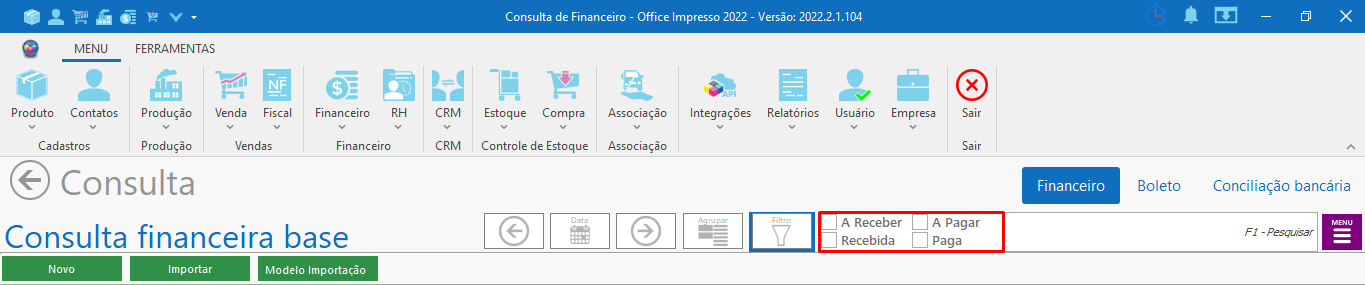 Consulta de Financeiro - Office Impresso 2022 - Versão: 2022.2.1.104
MENU FERRAMENTAS
Produto Contatos Produção Venda Fiscal Financeiro RH CRM Estoque Compra Associação Integrações Relatórios Usuário Empresa Sair
Cadastros Produção Vendas Financeiro CRM Controle de Estoque Associação Sair
Consulta
Financeiro Boleto Conciliação bancária
Consulta financeira base
Data Agrupar Filtro
A Receber A Pagar
Recebida Paga
F1 - Pesquisar
MENU
Novo Importar Modelo Importação